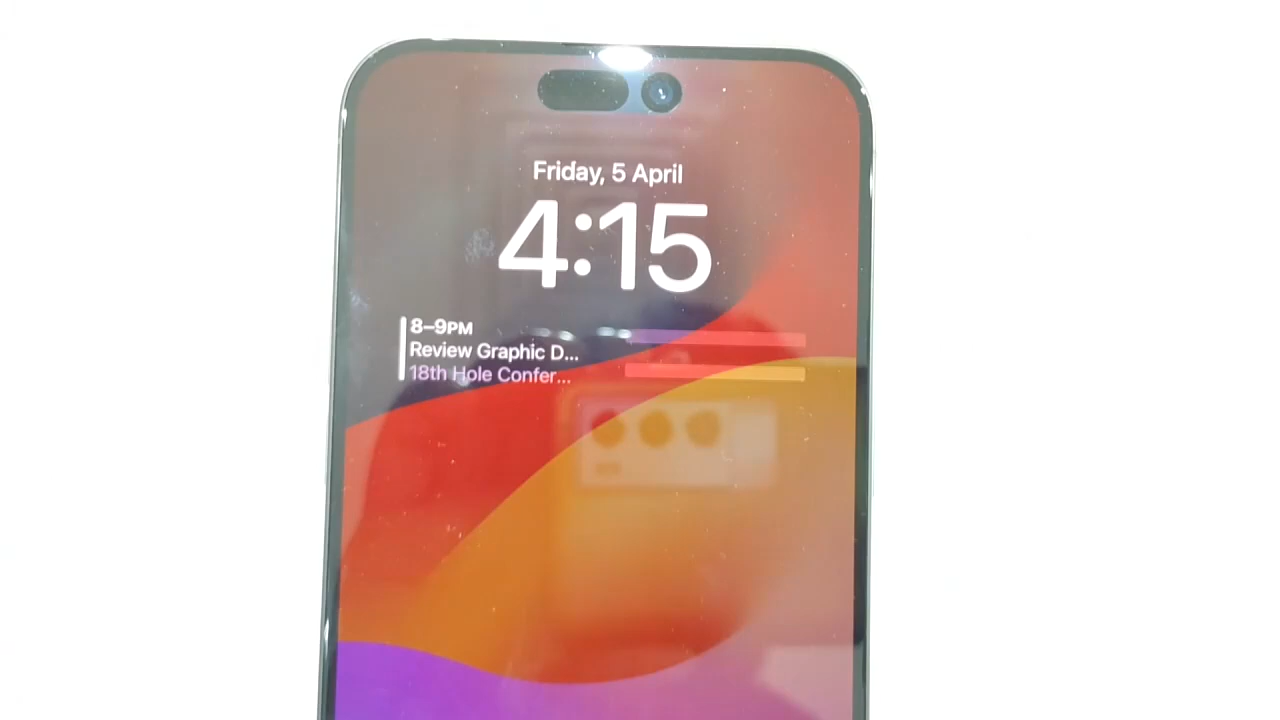 Friday, 5 April
4:15
8–9PM
Review Graphic D...
18th Hole Confer...